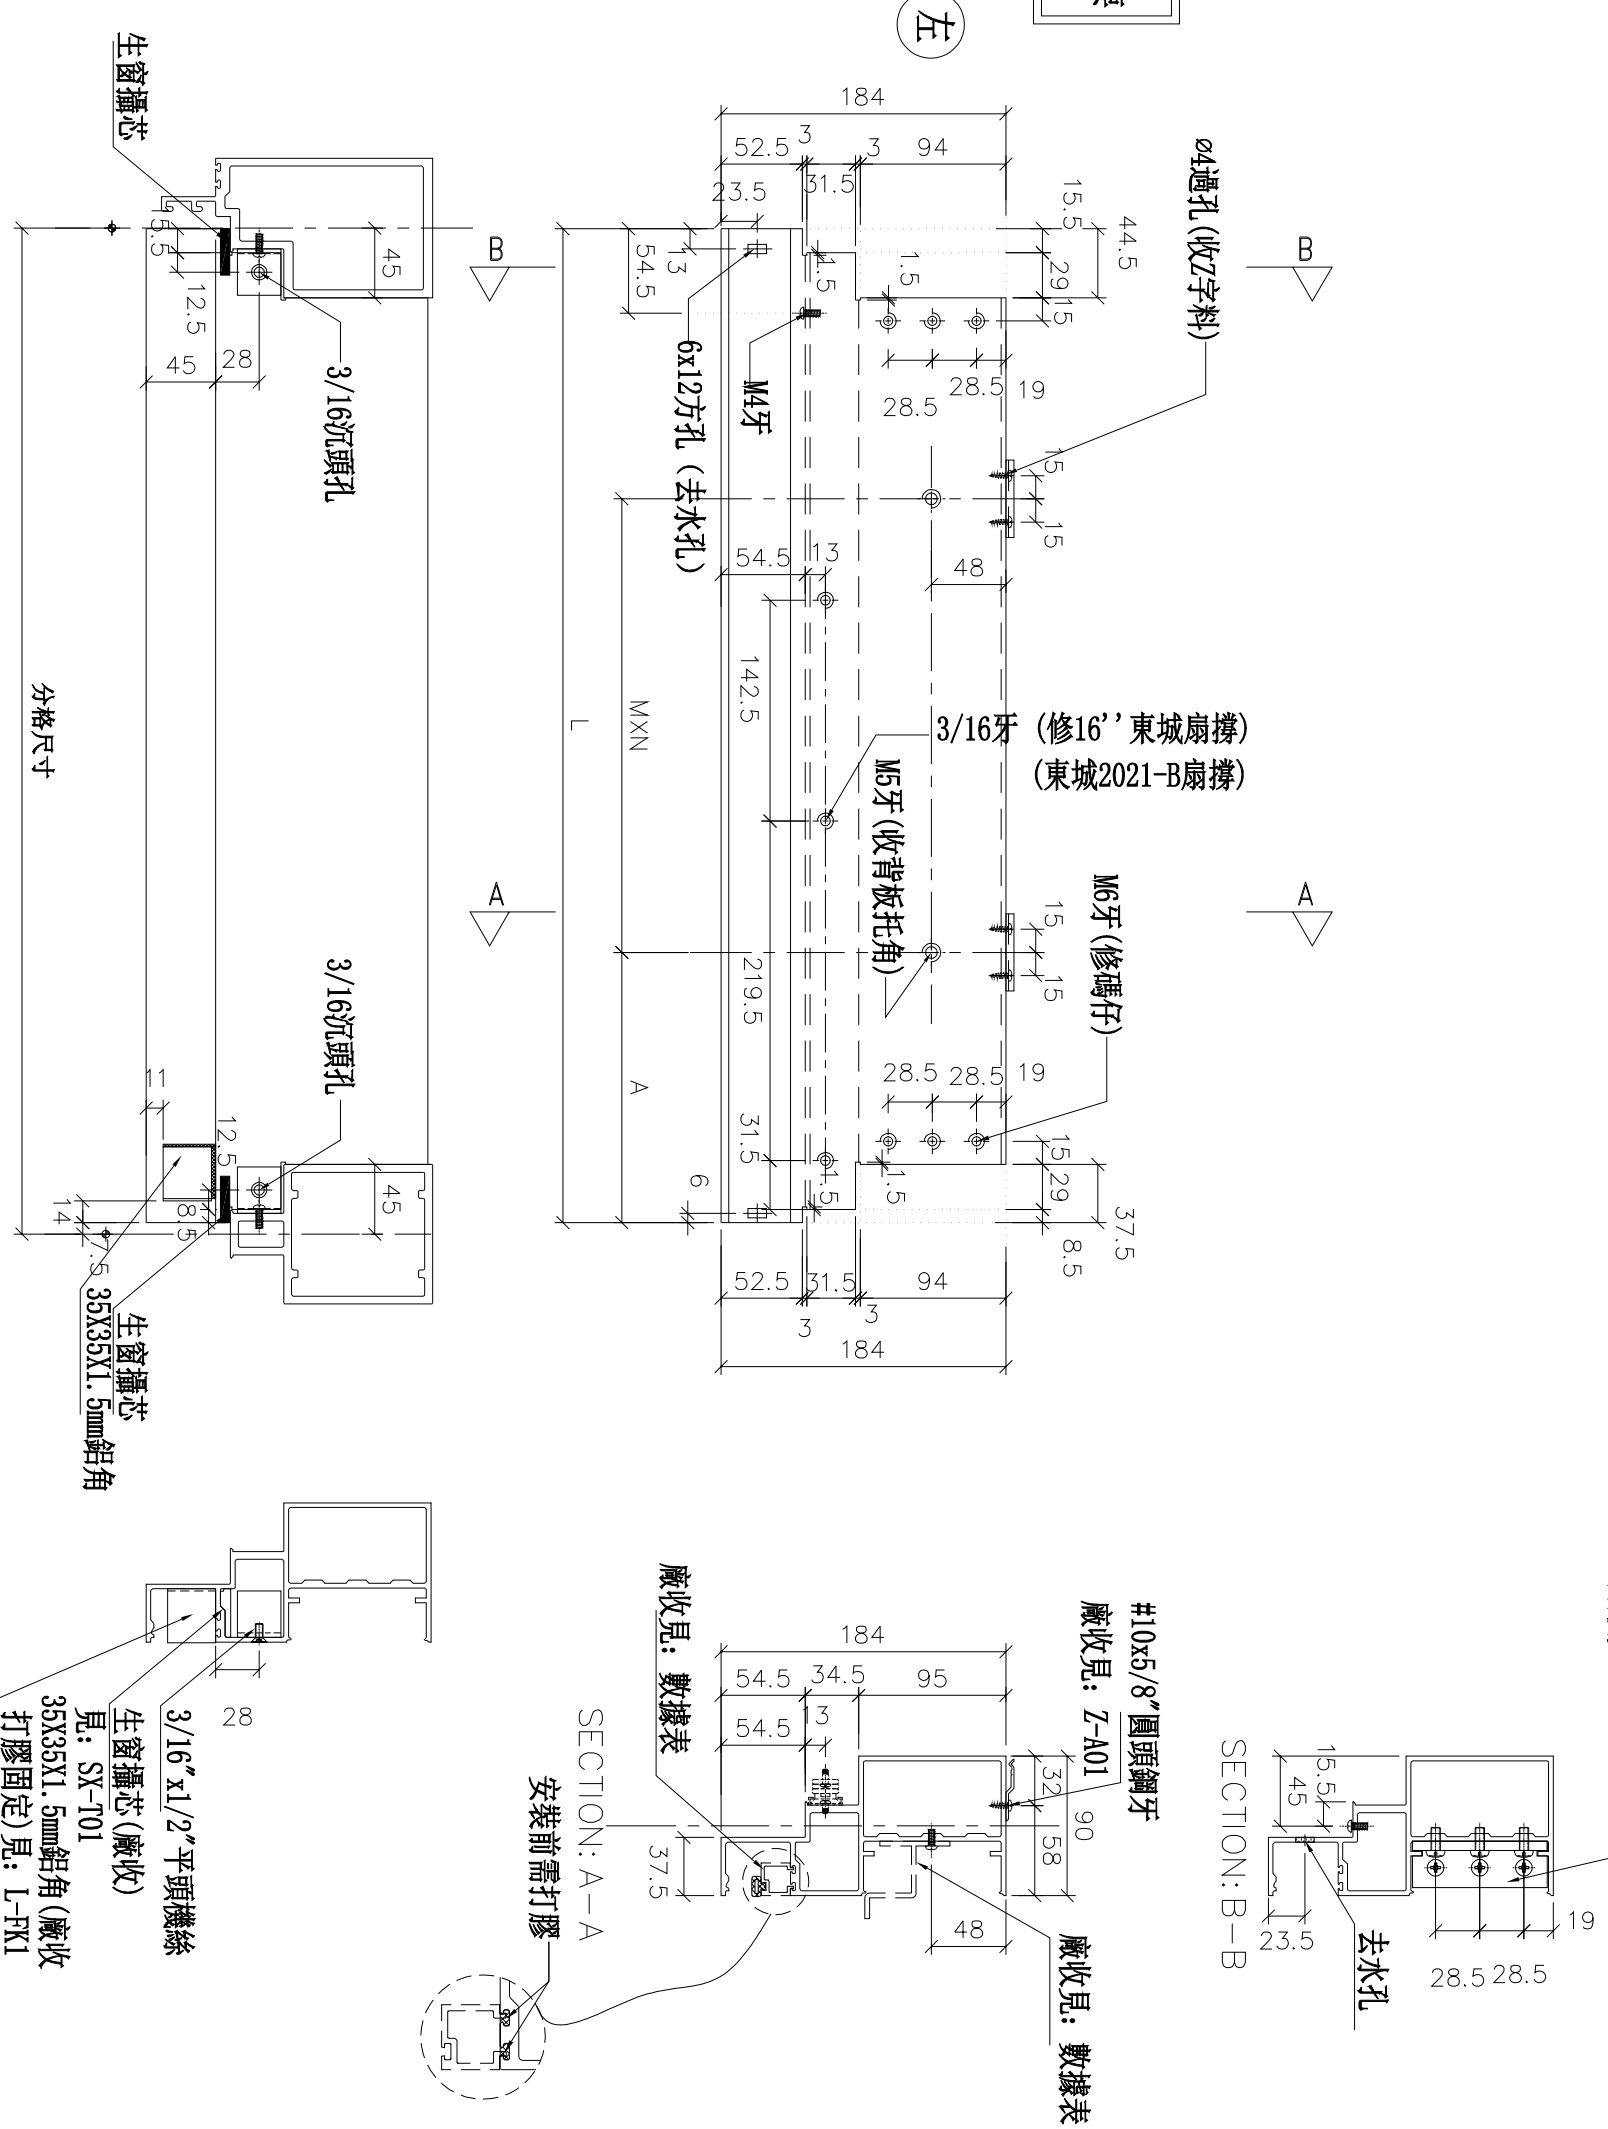 左
184
52.5
3
31.5
3
94
23.5
15.5
44.5
29
15
13
54.5
1.5
1.5
ø4過孔(收Z字料)
B
B
6x12方孔 (去水孔)
M4牙
28.5
28.5
19
15
15
48
54.5
13
142.5
MXN
L
3/16牙 (修16''東城扇撐)
(東城2021-B扇撐)
M5牙(收背板托角)
M6牙(修碼仔)
A
A
15
15
219.5
A
28.5
28.5
19
31.5
6
1.5
1.5
15
29
37.5
8.5
52.5
31.5
94
3
3
184
生窗攝芯
15.5
12.5
45
45
28
3/16沉頭孔
分格尺寸
3/16沉頭孔
11
12.5
45
14
8.5
7.5
生窗攝芯
35X35X1.5mm鋁角
28
3/16"x1/2"平頭機絲
生窗攝芯(廠收)
見: SX-T01
35X35X1.5mm鋁角(廠收
打膠固定)見: L-FK1
#10x5/8"圓頭鋼牙
廠收見: Z-A01
廠收見: 數據表
184
54.5
34.5
95
54.5
13
32
90
58
37.5
48
SECTION: A-A
安裝前需打膠
廠收見: 數據表
15.5
45
SECTION: B-B
23.5
19
28.5
28.5
去水孔